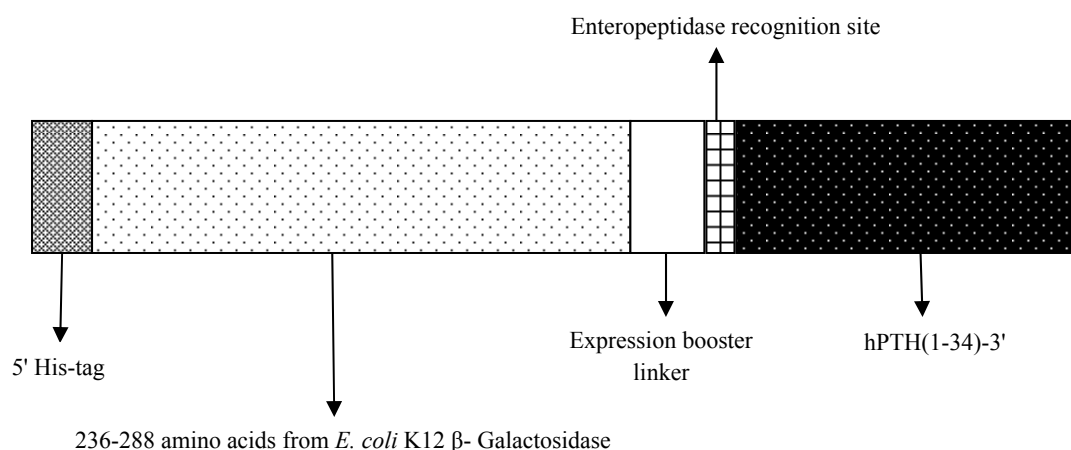 Enteropeptidase recognition site
5' His-tag
Expression booster
linker
hPTH(1-34)-3'
236-288 amino acids from E. coli K12 β- Galactosidase